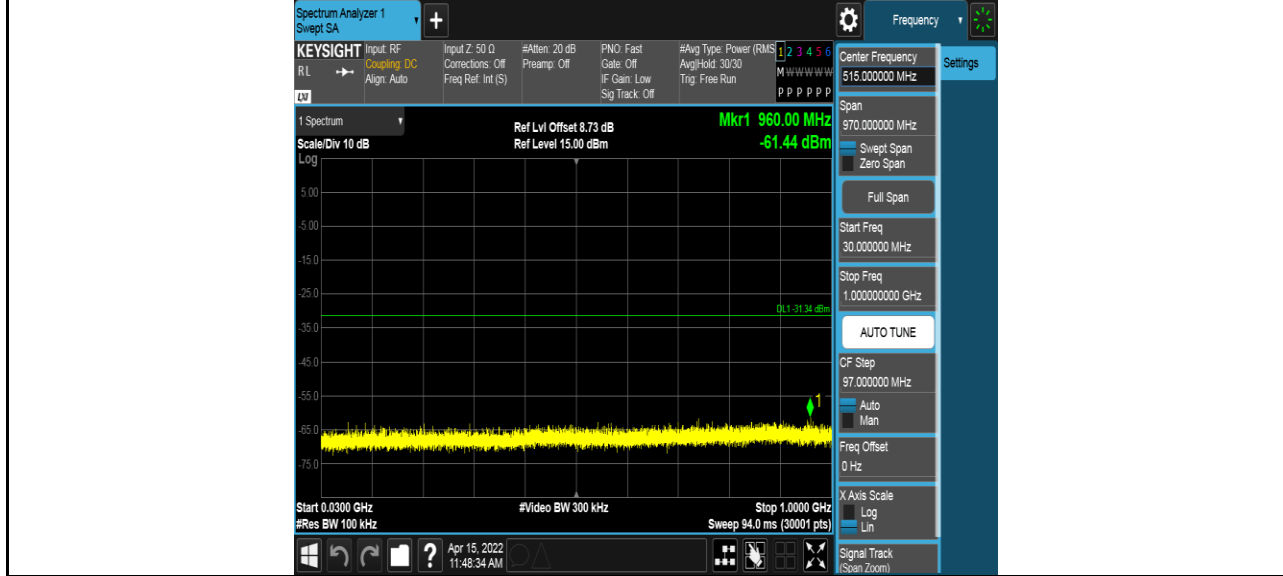 Spectrum Analyzer 1
Swept SA
Frequency
KEYSIGHT
RL
LXI
Input: RF
Coupling: DC
Align: Auto
Input Z: 50 Ω
Corrections: Off
Freq Ref: Int (S)
#Atten: 20 dB
Preamp: Off
PNO: Fast
Gate: Off
IF Gain: Low
Sig Track: Off
#Avg Type: Power (RMS
Avg|Hold: 30/30
Trig: Free Run
1 2 3 4 5 6
M W W W W W
P P P P P P
Settings
1 Spectrum
Scale/Div 10 dB
Log
Ref Lvl Offset 8.73 dB
Ref Level 15.00 dBm
Mkr1 960.00 MHz
-61.44 dBm
5.00
-5.00
-15.0
-25.0
DL1 -31.34 dBm
-35.0
-45.0
-55.0
1
-65.0
-75.0
Start 0.0300 GHz
#Res BW 100 kHz
#Video BW 300 kHz
Stop 1.0000 GHz
Sweep 94.0 ms (30001 pts)
Center Frequency
515.000000 MHz
Span
970.000000 MHz
Swept Span
Zero Span
Full Span
Start Freq
30.000000 MHz
Stop Freq
1.000000000 GHz
AUTO TUNE
CF Step
97.000000 MHz
Auto
Man
Freq Offset
0 Hz
X Axis Scale
Log
Lin
Signal Track
(Span Zoom)
?
Apr 15, 2022
11:48:34 AM